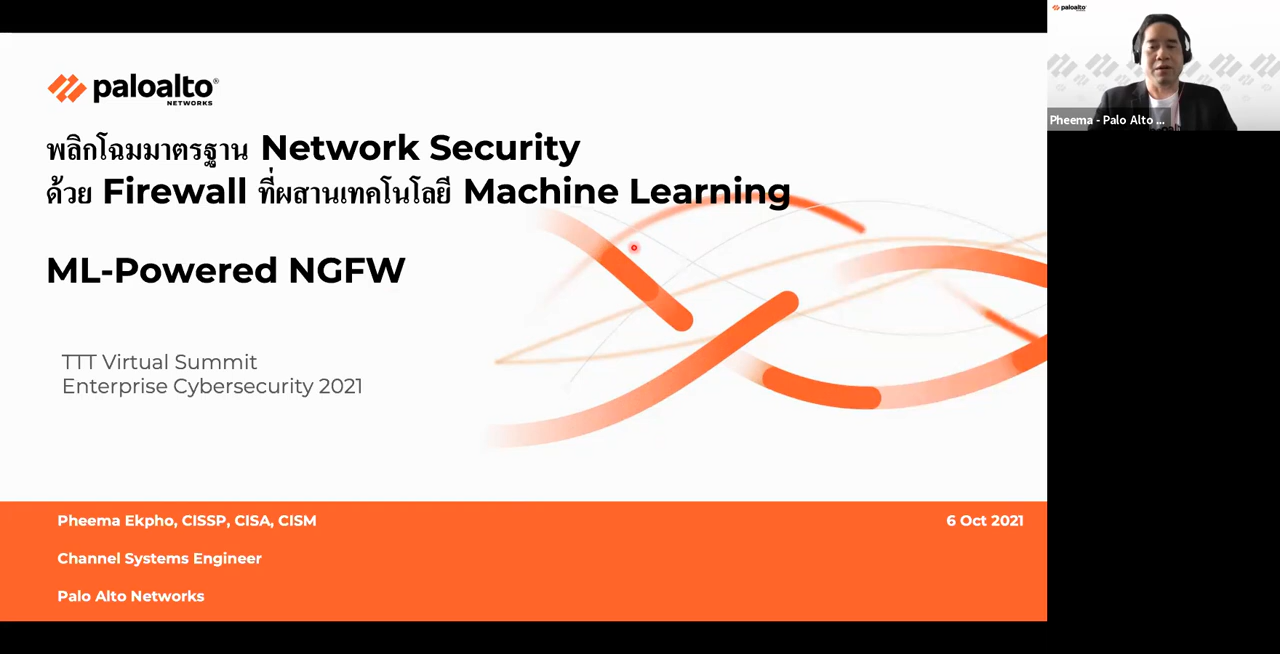 paloalto®
NETWORKS
พลิกโฉมมาตรฐาน Network Security
ด้วย Firewall ที่ผสานเทคโนโลยี Machine Learning
ML-Powered NGFW
TTT Virtual Summit
Enterprise Cybersecurity 2021
Pheema Ekpho, CISSP, CISA, CISM
6 Oct 2021
Channel Systems Engineer
Palo Alto Networks
paloalto
Pheema - Palo Alto ...